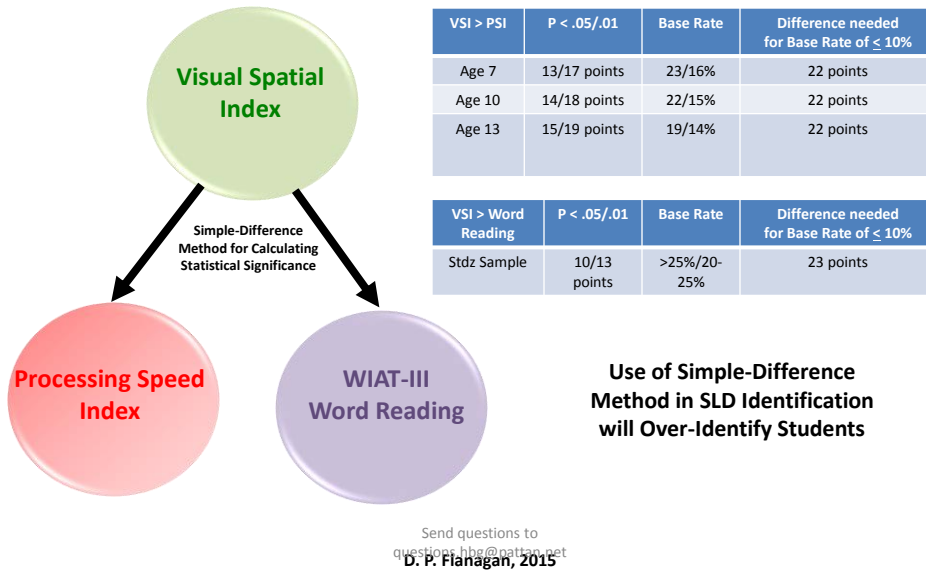 Visual Spatial
Index
Simple-Difference
Method for Calculating
Statistical Significance
Processing Speed
Index
WIAT-III
Word Reading
VSI > PSI P < .05/.01 Base Rate Difference needed
for Base Rate of < 10%
Age 7 13/17 points 23/16% 22 points
Age 10 14/18 points 22/15% 22 points
Age 13 15/19 points 19/14% 22 points
VSI > Word
Reading
P < .05/.01 Base Rate Difference needed
for Base Rate of < 10%
Stdz Sample 10/13
points
>25%/20-
25%
23 points
Use of Simple-Difference
Method in SLD Identification
will Over-Identify Students
Send questions to
questions.hbg@pattan.net
D. P. Flanagan, 2015